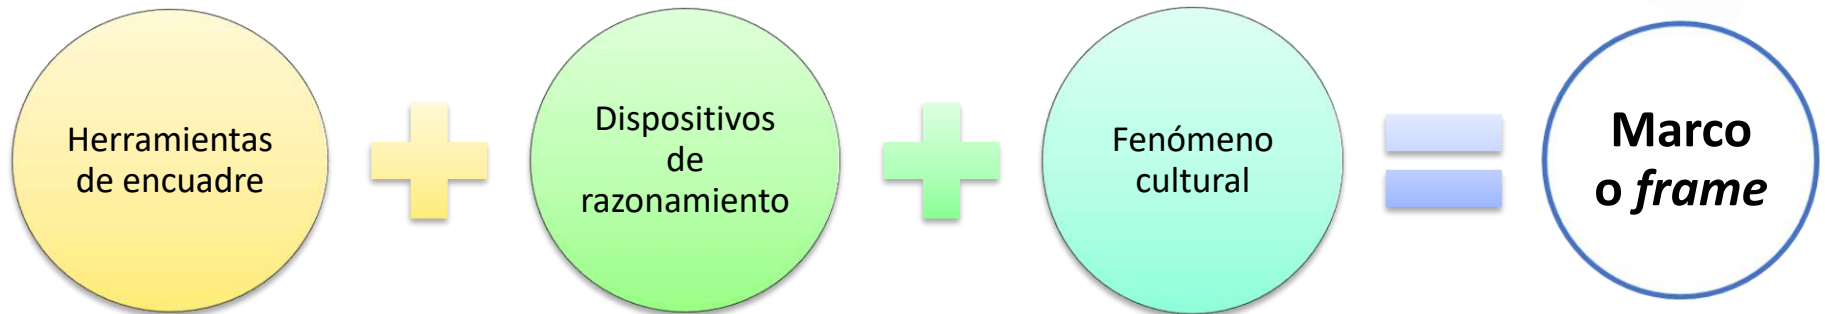 Herramientas
de encuadre
Dispositivos
de
razonamiento
Fenómeno
cultural
Marco
o frame